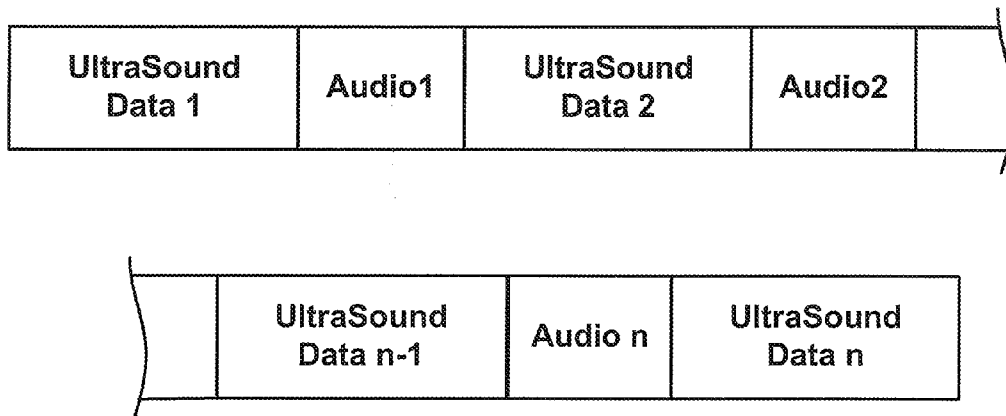 UltraSound
Data 1
Audio1
UltraSound
Data 2
Audio2
UltraSound
Data n-1
Audio n
UltraSound
Data n